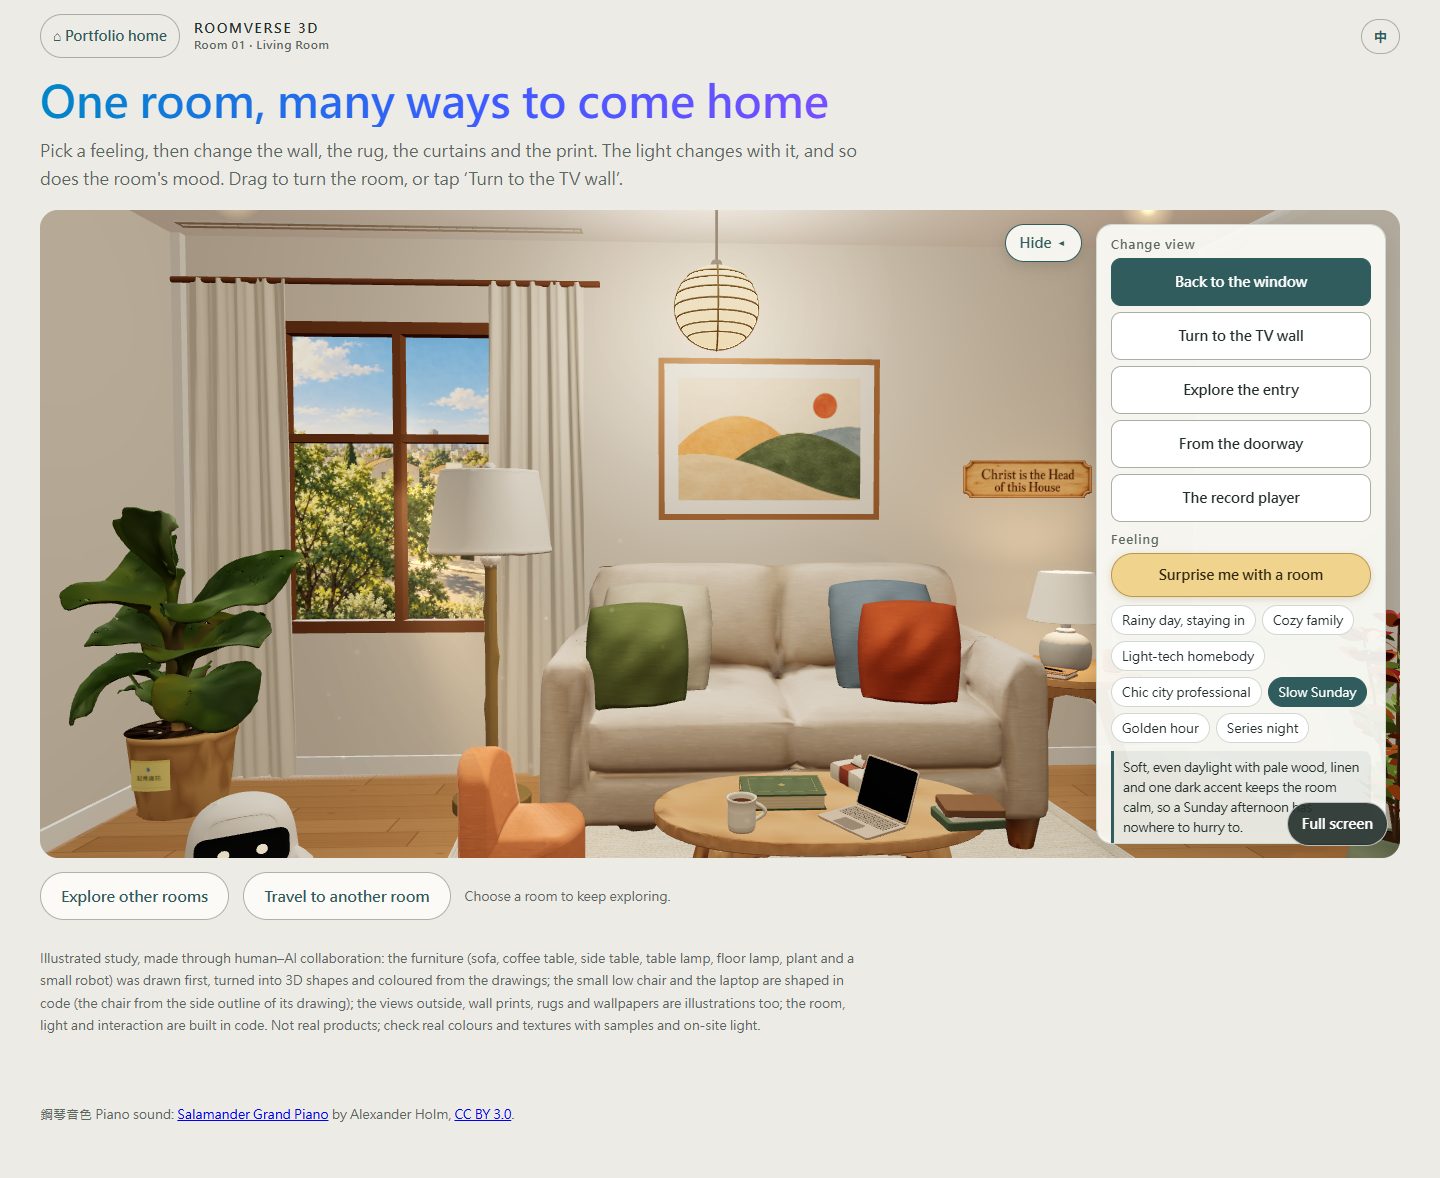 ⌂ Portfolio home
ROOMVERSE 3D
Room 01 · Living Room
中
One room, many ways to come home
Pick a feeling, then change the wall, the rug, the curtains and the print. The light changes with it, and so
does the room's mood. Drag to turn the room, or tap ‘Turn to the TV wall’.
Hide
Change view
Back to the window
Turn to the TV wall
Explore the entry
From the doorway
The record player
Christ is the Head
of this House
Feeling
Surprise me with a room
Rainy day, staying in
Cozy family
Light-tech homebody
Chic city professional
Slow Sunday
Golden hour
Series night
Soft, even daylight with pale wood, linen
and one dark accent keeps the room
calm, so a Sunday afternoon has
nowhere to hurry to.
Full screen
Explore other rooms
Travel to another room
Choose a room to keep exploring.
Illustrated study, made through human–AI collaboration: the furniture (sofa, coffee table, side table, table lamp, floor lamp, plant and a
small robot) was drawn first, turned into 3D shapes and coloured from the drawings; the small low chair and the laptop are shaped in
code (the chair from the side outline of its drawing); the views outside, wall prints, rugs and wallpapers are illustrations too; the room,
light and interaction are built in code. Not real products; check real colours and textures with samples and on-site light.
鋼琴音色 Piano sound: Salamander Grand Piano by Alexander Holm, CC BY 3.0.